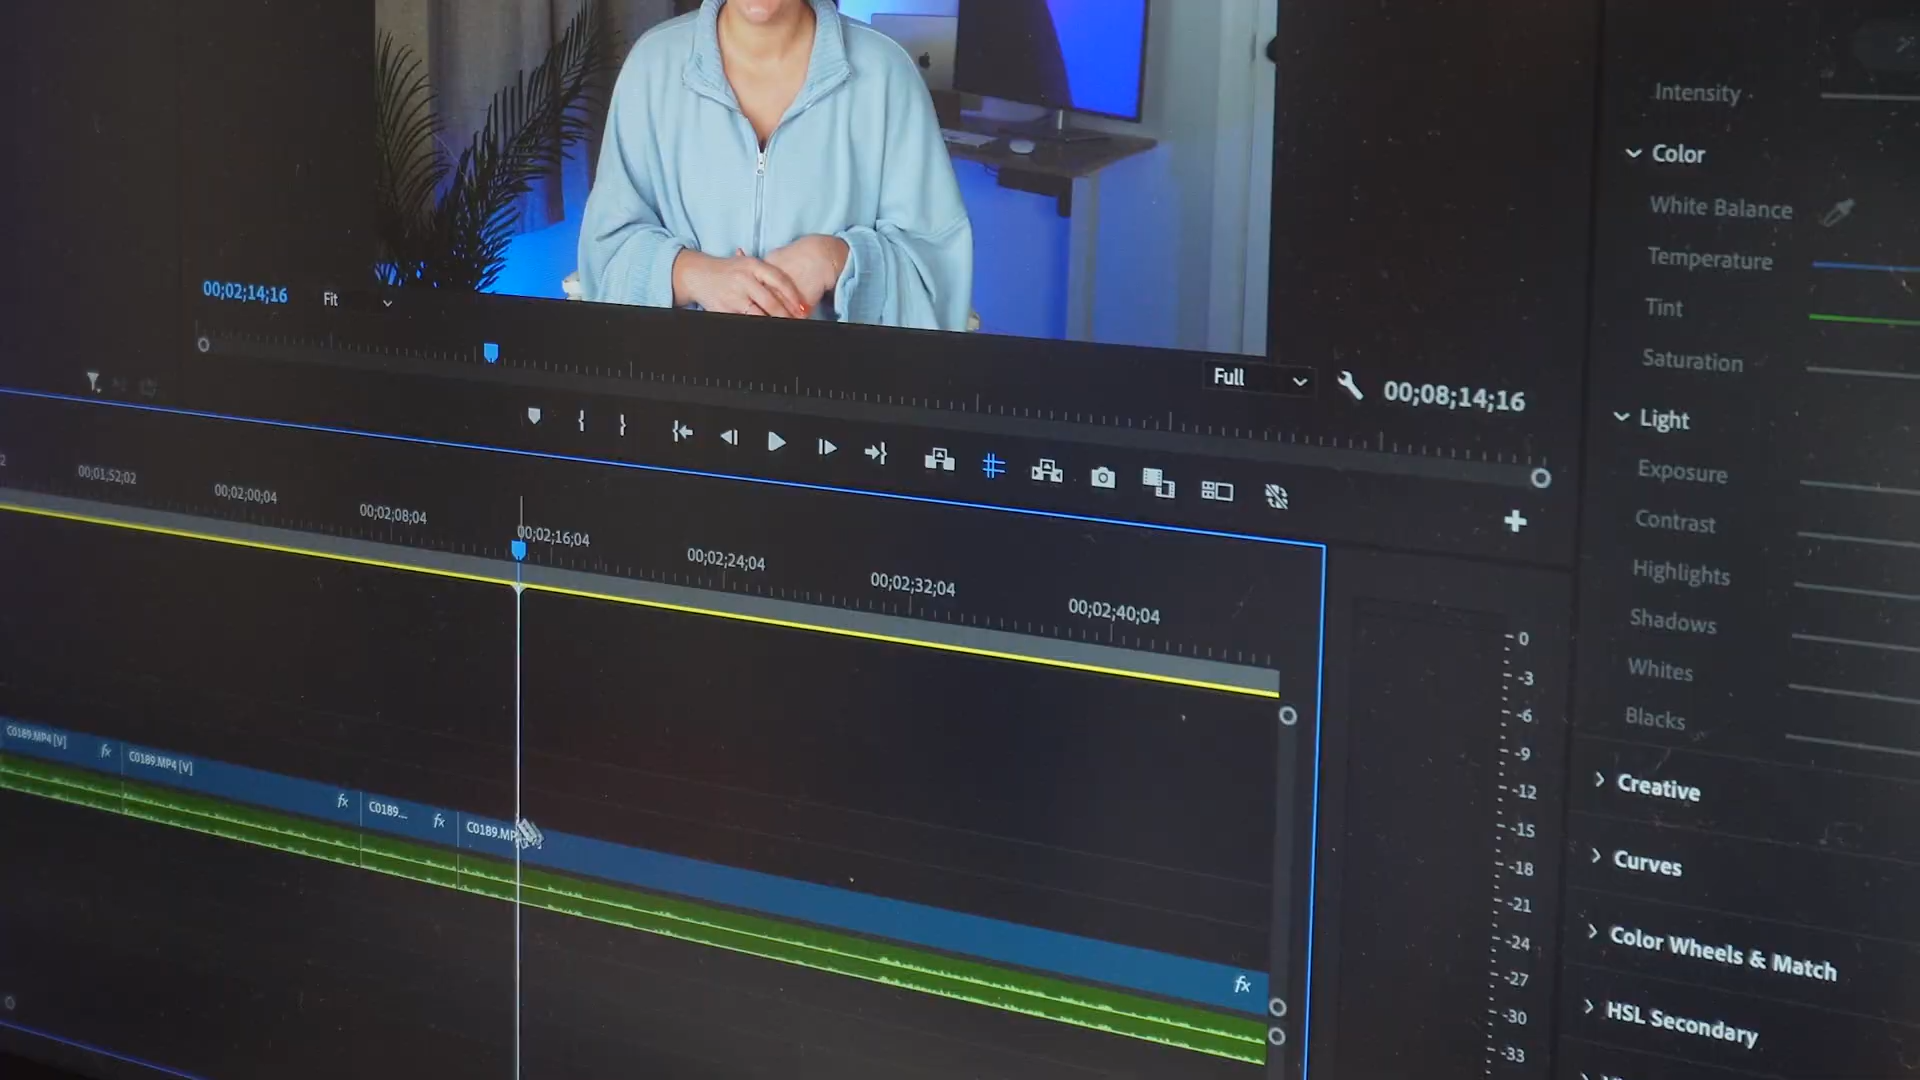 00;02;14;16
Fit
Full
00;08;14;16
00;01;52;02
00;02;00;04
00;02;08;04
00;02;16;04
00;02;24;04
00;02;32;04
00;02;40;04
C0189.MP4 [V]
fx
C0189.MP4 [V]
fx
C0189...
fx
C0189.MP
fx
0
-3
-6
-9
-12
-15
-18
-21
-24
-27
-30
-33
Intensity
Color
White Balance
Temperature
Tint
Saturation
Light
Exposure
Contrast
Highlights
Shadows
Whites
Blacks
Creative
Curves
Color Wheels & Match
HSL Secondary